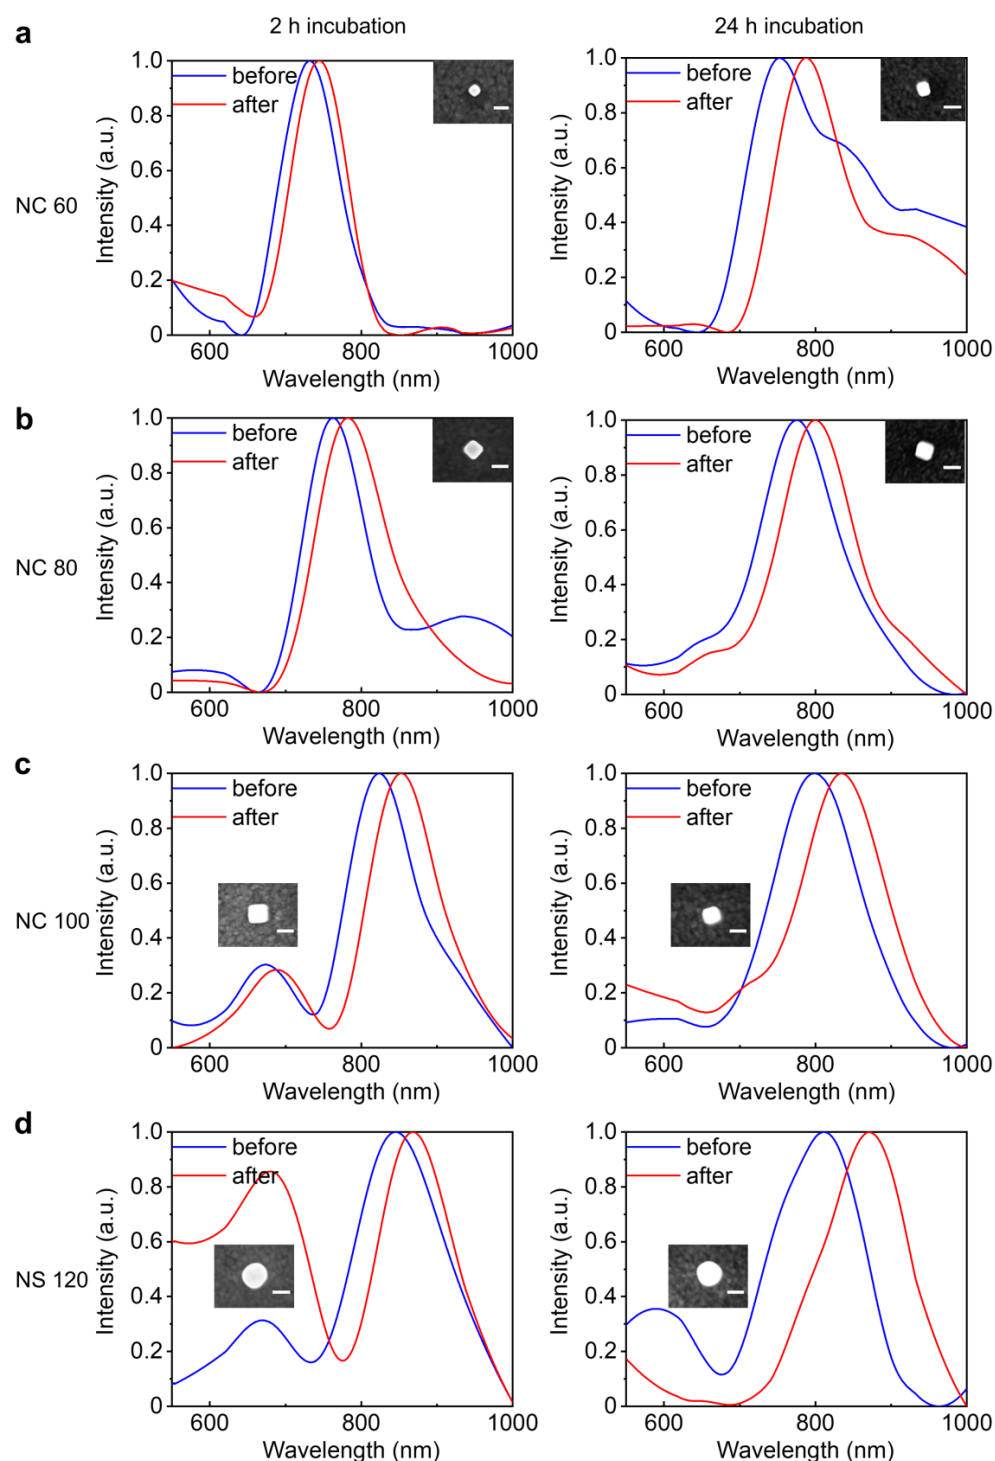 2 h incubation
24 h incubation
a
NC 60
Intensity (a.u.)
1.0
0.8
0.6
0.4
0.2
0
before
after
600
800
1000
Wavelength (nm)
Intensity (a.u.)
1.0
0.8
0.6
0.4
0.2
0
before
after
600
800
1000
Wavelength (nm)
b
NC 80
Intensity (a.u.)
1.0
0.8
0.6
0.4
0.2
0
before
after
600
800
1000
Wavelength (nm)
Intensity (a.u.)
1.0
0.8
0.6
0.4
0.2
0
before
after
600
800
1000
Wavelength (nm)
c
NC 100
Intensity (a.u.)
1.0
0.8
0.6
0.4
0.2
0
before
after
600
800
1000
Wavelength (nm)
Intensity (a.u.)
1.0
0.8
0.6
0.4
0.2
0
before
after
600
800
1000
Wavelength (nm)
d
NS 120
Intensity (a.u.)
1.0
0.8
0.6
0.4
0.2
0
before
after
600
800
1000
Wavelength (nm)
Intensity (a.u.)
1.0
0.8
0.6
0.4
0.2
0
before
after
600
800
1000
Wavelength (nm)